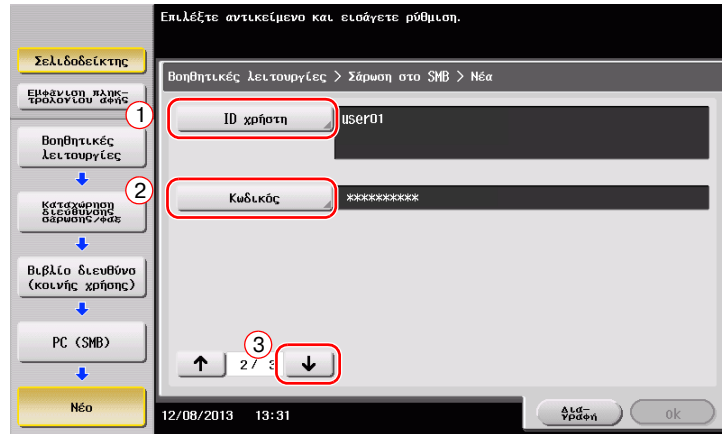 Επιλέξτε αντικείμενο και εισάγετε ρύθμιση.
Σελιδοδείκτης
Εμφάνιση πληκ-
τρολογίου αφής
Βοηθητικές λειτουργίες > Σάρωση στο SMB > Νέα
1
ID χρήστη
user01
Βοηθητικές
λειτουργίες
2
Κωδικός
**********
Καταχώρηση
διεύθυνσης
σάρωσης/φαξ
Βιβλίο διευθύνσ
(κοινής χρήσης)
PC (SMB)
3
2/ 3
Νέο
12/08/2013 13:31
Δια-
γραφή
ok